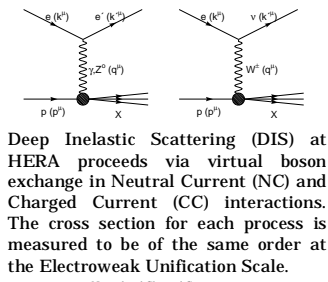 e (k^μ) e´ (k´^μ) e (k^μ) ν (k´^μ)
γ,Z⁰ (q^μ) W^± (q^μ)
p (p^μ) X p (p^μ) X
Deep Inelastic Scattering (DIS) at
HERA proceeds via virtual boson
exchange in Neutral Current (NC) and
Charged Current (CC) interactions.
The cross section for each process is
measured to be of the same order at
the Electroweak Unification Scale.